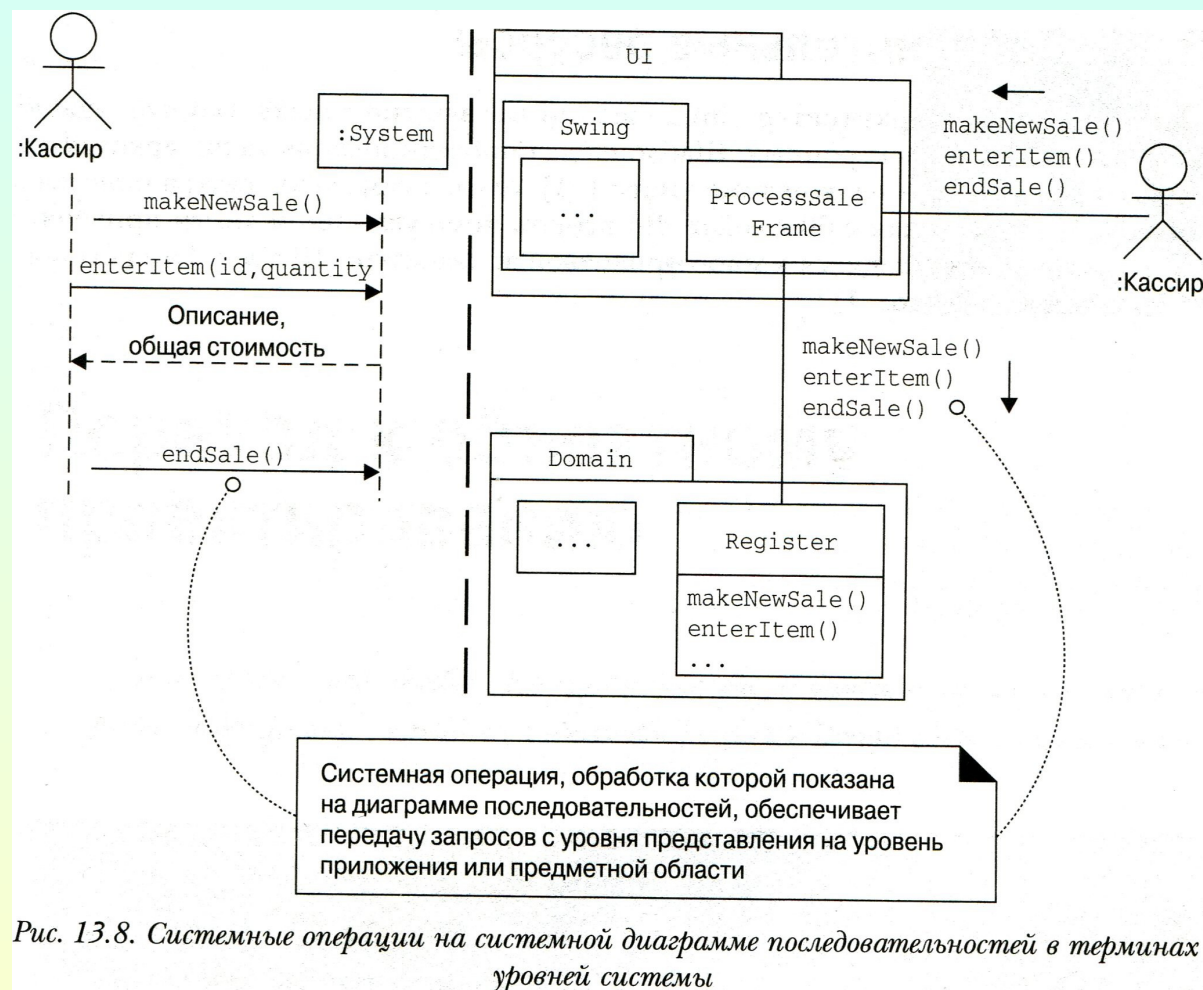 :Кассир
:System
makeNewSale()
enterItem(id,quantity
Описание,
общая стоимость
endSale()
UI
Swing
...
ProcessSale
Frame
makeNewSale()
enterItem()
endSale()
:Кассир
makeNewSale()
enterItem()
endSale()
Domain
...
Register
makeNewSale()
enterItem()
...
Системная операция, обработка которой показана
на диаграмме последовательностей, обеспечивает
передачу запросов с уровня представления на уровень
приложения или предметной области
Рис. 13.8. Системные операции на системной диаграмме последовательностей в терминах
уровней системы